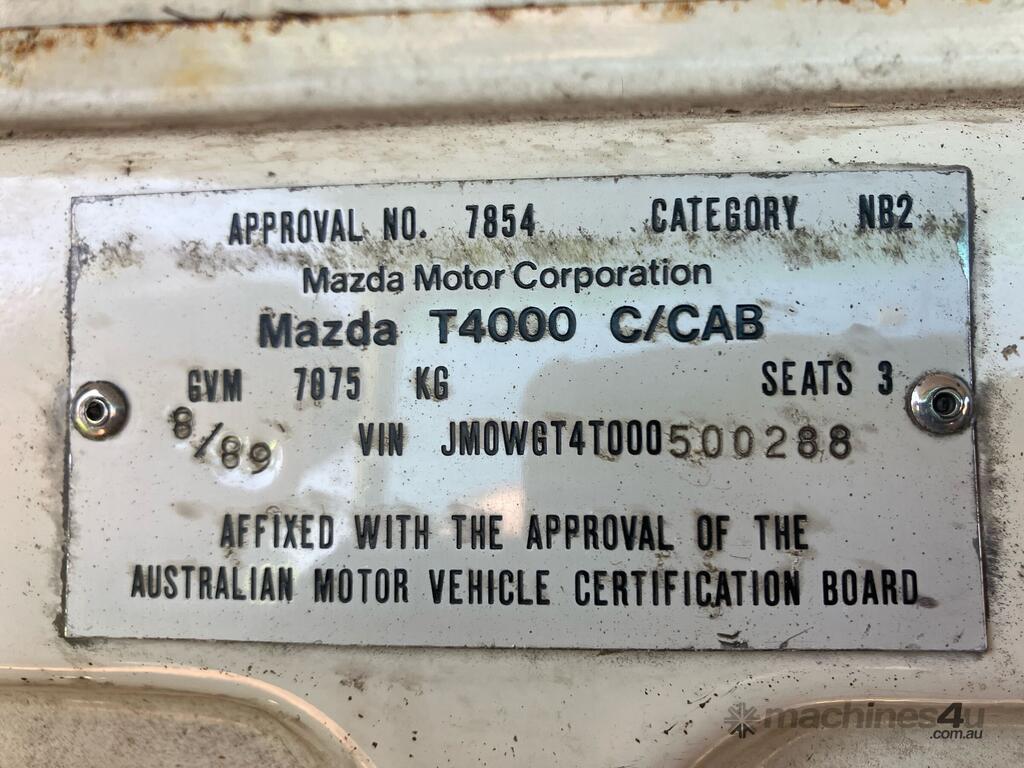 APPROVAL NO. 7854 CATEGORY NB2
Mazda Motor Corporation
Mazda T4000 C/CAB
GVM 7075 KG SEATS 3
8/89 VIN JM0WGT4T000500288
AFFIXED WITH THE APPROVAL OF THE
AUSTRALIAN MOTOR VEHICLE CERTIFICATION BOARD
machines4u
.com.au